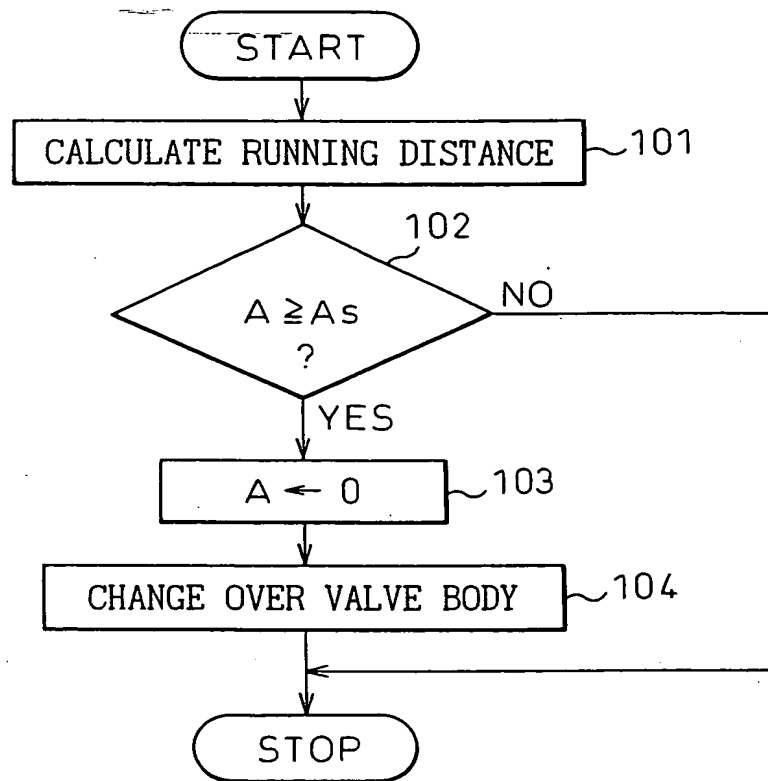 START
CALCULATE RUNNING DISTANCE
101
102
A ≧ As
?
NO
YES
A ← 0
103
CHANGE OVER VALVE BODY
104
STOP